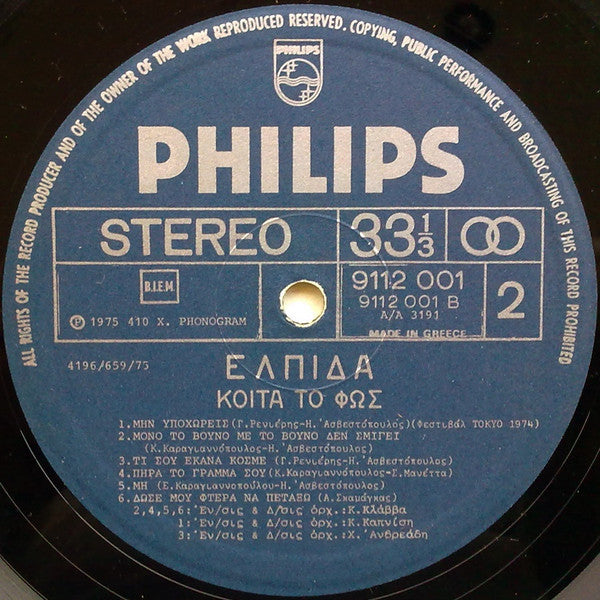 ALL RIGHTS OF THE RECORD PRODUCER AND OF THE OWNER OF THE WORK RESERVED. COPYING, PUBLIC PERFORMANCE AND BROADCASTING OF THIS RECORD PROHIBITED
PHILIPS
PHILIPS
STEREO 33⅓
B.I.E.M. 9112 001 2
9112 001 B
Α/Α 3191
Ⓟ 1975 410 X. PHONOGRAM MADE IN GREECE
4196/659/75
ΕΛΠΙΔΑ
ΚΟΙΤΑ ΤΟ ΦΩΣ
1.ΜΗΝ ΥΠΟΧΩΡΕΙΣ (Γ.Ρενιέρης-Η.'Ασβεστόπουλος)(Φεστιβάλ ΤΟΚΥΟ 1974)
2.ΜΟΝΟ ΤΟ ΒΟΥΝΟ ΜΕ ΤΟ ΒΟΥΝΟ ΔΕΝ ΣΜΙΓΕΙ
(Κ.Καραγιαννόπουλος-Η.'Ασβεστόπουλος)
3.ΤΙ ΣΟΥ ΕΚΑΝΑ ΚΟΣΜΕ (Γ.Ρενιέρης-Η.'Ασβεστόπουλος)
4.ΠΗΡΑ ΤΟ ΓΡΑΜΜΑ ΣΟΥ (Κ.Καραγιαννόπουλος-Σ.Μανέττα)
5.ΜΗ (Ε.Καραγιαννοπούλου-Η.'Ασβεστόπουλος)
6.ΔΩΣΕ ΜΟΥ ΦΤΕΡΑ ΝΑ ΠΕΤΑΞΩ (Α.Σκαμάγκας)
2,4,5,6:'Εν/σις & Δ/σις όρχ.:Κ.Κλάββα
1:'Εν/σις & Δ/σις όρχ.:Κ.Καπνίση
3:'Εν/σις & Δ/σις όρχ.:Χ.'Ανδρεάδη